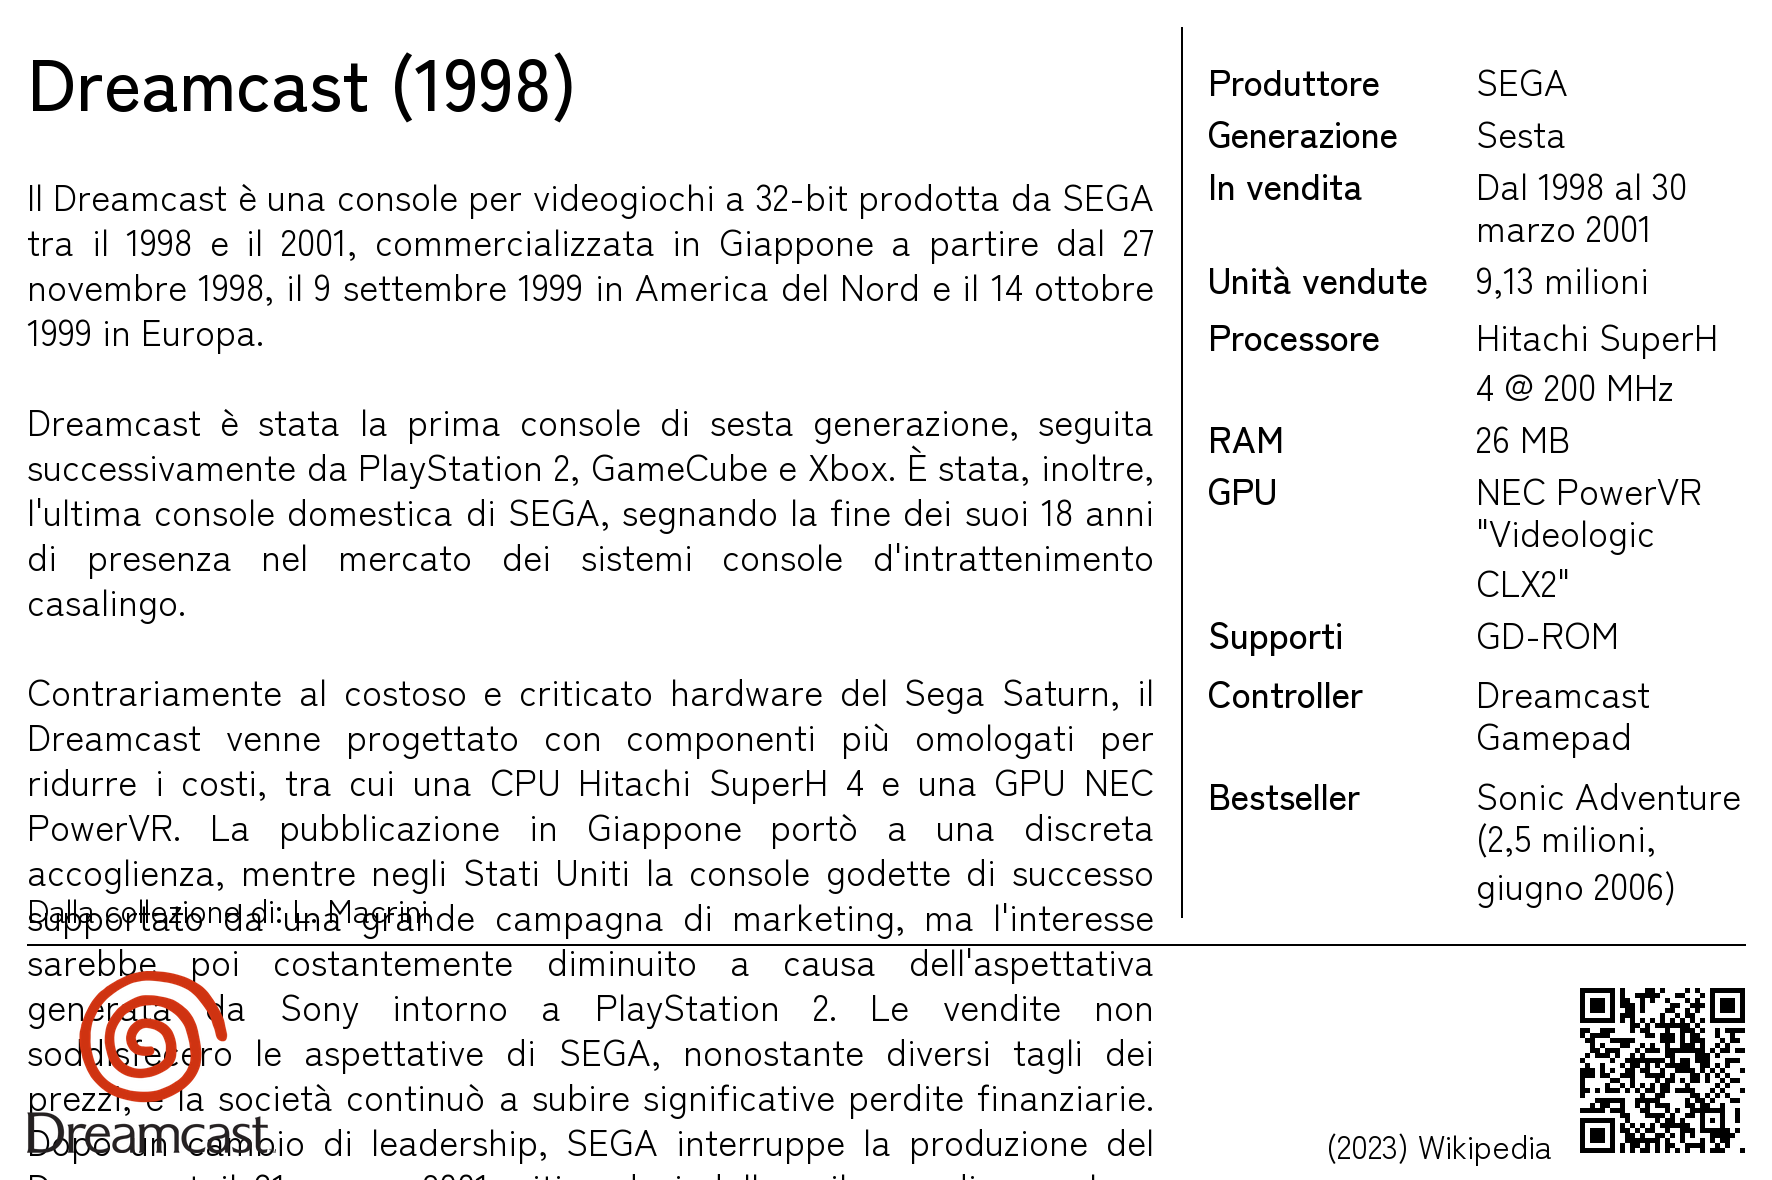 Dreamcast (1998)
Il Dreamcast è una console per videogiochi a 32-bit prodotta da SEGA
tra il 1998 e il 2001, commercializzata in Giappone a partire dal 27
novembre 1998, il 9 settembre 1999 in America del Nord e il 14 ottobre
1999 in Europa.
Dreamcast è stata la prima console di sesta generazione, seguita
successivamente da PlayStation 2, GameCube e Xbox. È stata, inoltre,
l'ultima console domestica di SEGA, segnando la fine dei suoi 18 anni
di presenza nel mercato dei sistemi console d'intrattenimento
casalingo.
Contrariamente al costoso e criticato hardware del Sega Saturn, il
Dreamcast venne progettato con componenti più omologati per
ridurre i costi, tra cui una CPU Hitachi SuperH 4 e una GPU NEC
PowerVR. La pubblicazione in Giappone portò a una discreta
accoglienza, mentre negli Stati Uniti la console godette di successo
supportato da una grande campagna di marketing, ma l'interesse
sarebbe poi costantemente diminuito a causa dell'aspettativa
generata da Sony intorno a PlayStation 2. Le vendite non
soddisfecero le aspettative di SEGA, nonostante diversi tagli dei
prezzi, e la società continuò a subire significative perdite finanziarie.
Dopo un cambio di leadership, SEGA interruppe la produzione del
Dalla collezione di: L. Macrini
Dreamcast
Produttore SEGA
Generazione Sesta
In vendita Dal 1998 al 30
marzo 2001
Unità vendute 9,13 milioni
Processore Hitachi SuperH
4 @ 200 MHz
RAM 26 MB
GPU NEC PowerVR
"Videologic
CLX2"
Supporti GD-ROM
Controller Dreamcast
Gamepad
Bestseller Sonic Adventure
(2,5 milioni,
giugno 2006)
(2023) Wikipedia